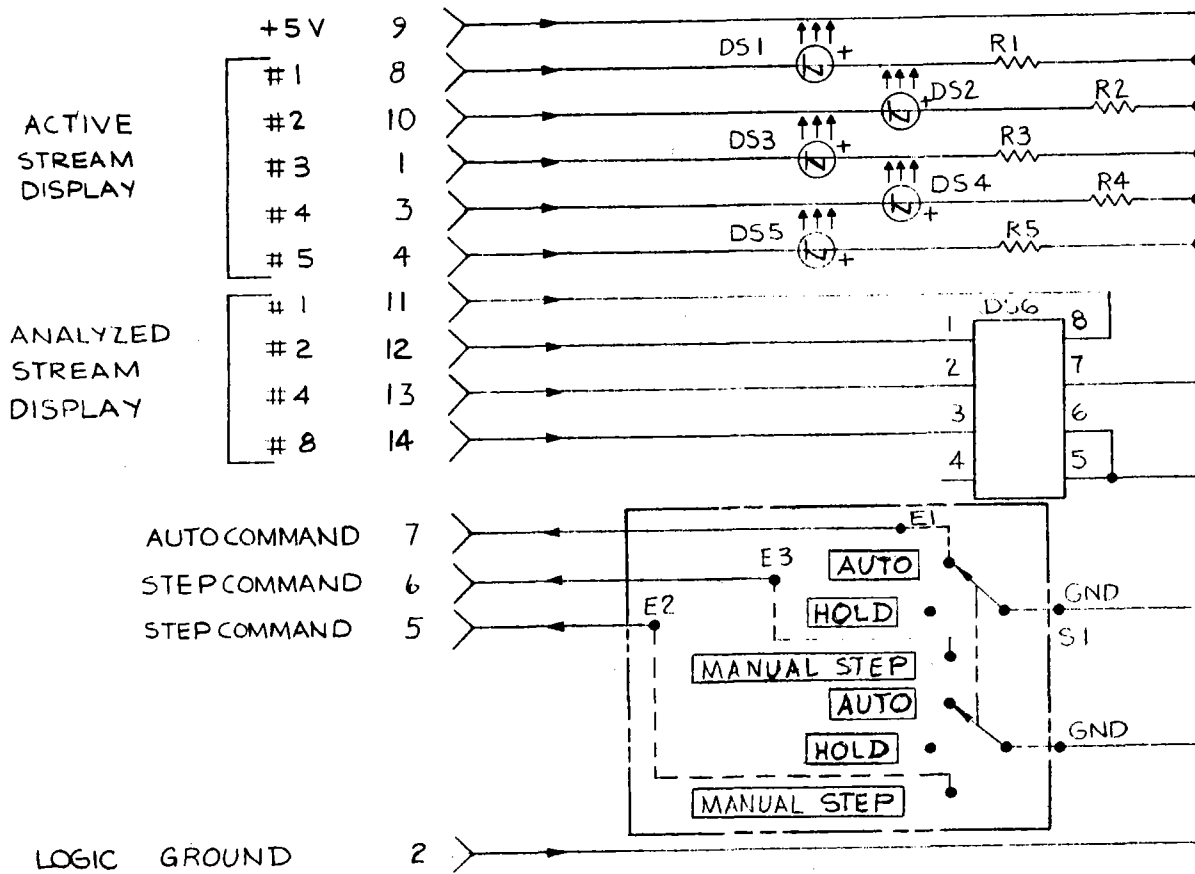 +5V 9
DS1 + R1
#1 8
DS2 + R2
ACTIVE STREAM DISPLAY
#2 10
DS3 + R3
#3 1
DS4 + R4
#4 3
DS5 + R5
#5 4
ANALYZED STREAM DISPLAY
#1 11
DS6
1 8
#2 12
2 7
#4 13
3 6
#8 14
4 5
AUTO COMMAND 7
E1
STEP COMMAND 6
E3
AUTO
STEP COMMAND 5
E2
HOLD
GND
S1
MANUAL STEP
AUTO
GND
HOLD
MANUAL STEP
LOGIC GROUND 2